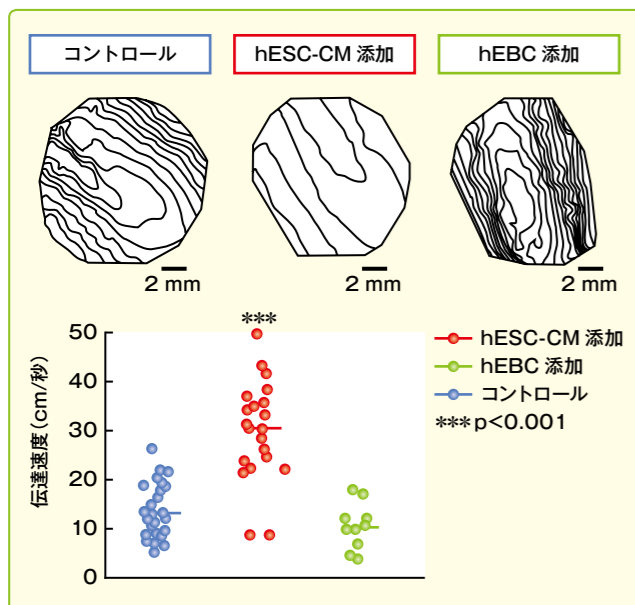 コントロール
hESC-CM 添加
hEBC 添加
2 mm
2 mm
2 mm
***
50
40
30
20
10
0
伝達速度(cm/秒)
hESC-CM 添加
hEBC 添加
コントロール
***p<0.001